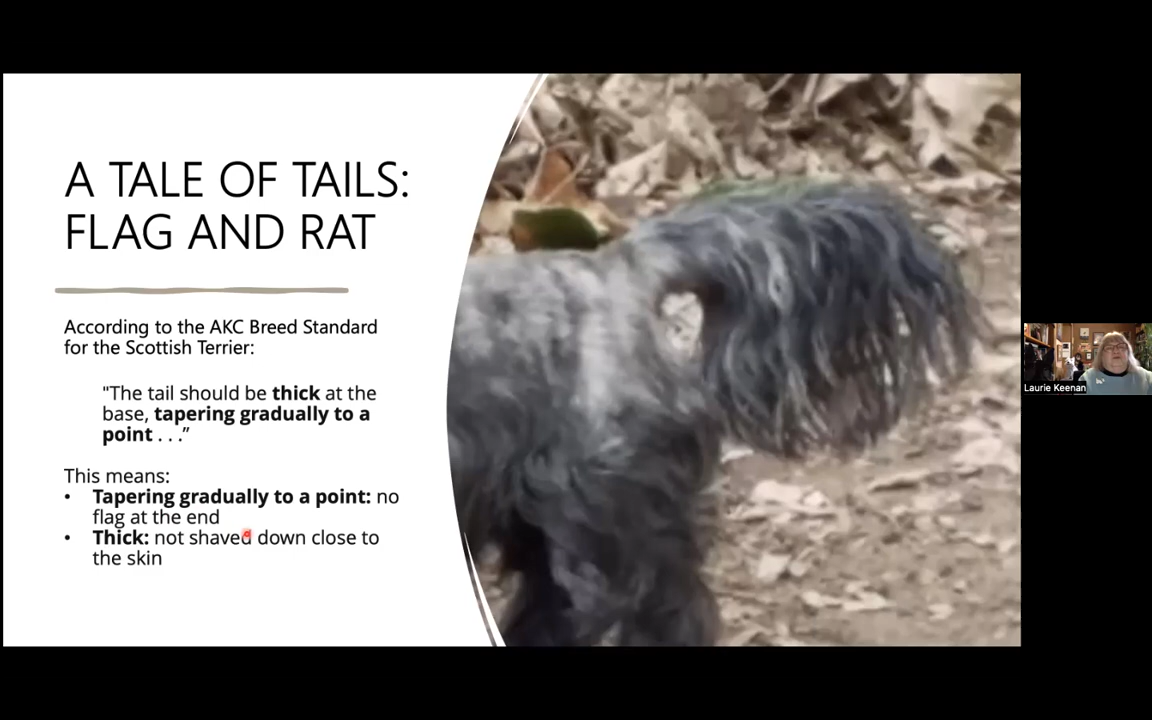 A TALE OF TAILS:
FLAG AND RAT
According to the AKC Breed Standard
for the Scottish Terrier:
"The tail should be thick at the
base, tapering gradually to a
point . . .”
This means:
• Tapering gradually to a point: no
flag at the end
• Thick: not shaved down close to
the skin
Laurie Keenan